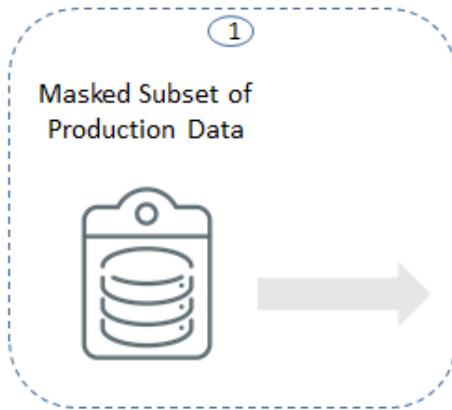 1
Masked Subset of
Production Data